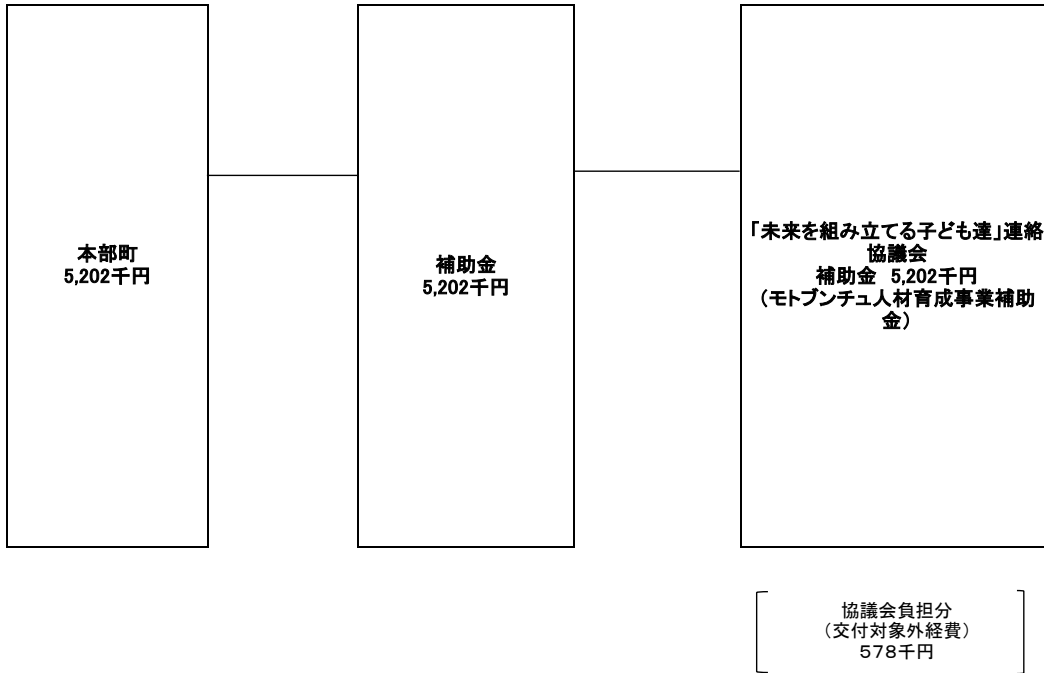 本部町
5,202千円
補助金
5,202千円
「未来を組み立てる子ども達」連絡
協議会
補助金 5,202千円
（モトブンチュ人材育成事業補助
金）
協議会負担分
（交付対象外経費）
578千円